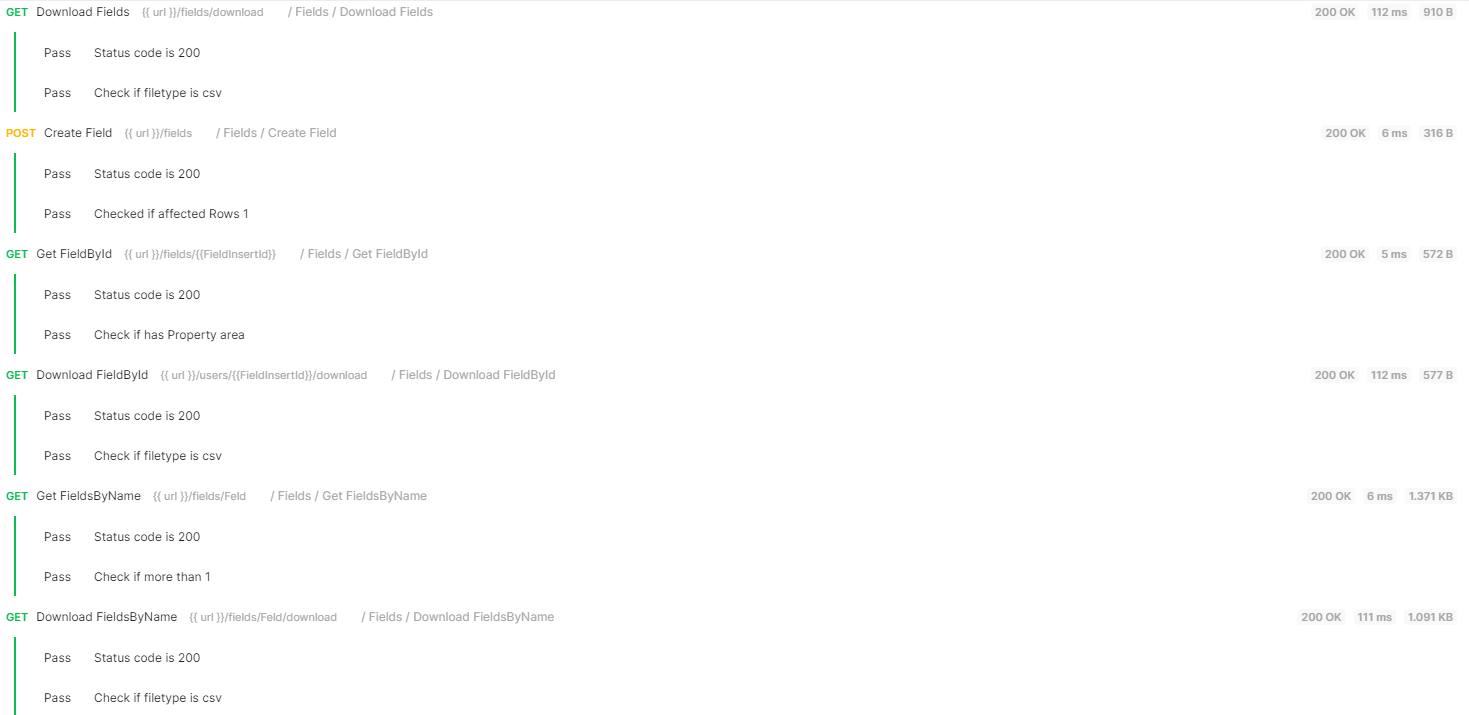 GET Download Fields {{ url }}/fields/download / Fields / Download Fields 200 OK 112 ms 910 B
Pass Status code is 200
Pass Check if filetype is csv
POST Create Field {{ url }}/fields / Fields / Create Field 200 OK 6 ms 316 B
Pass Status code is 200
Pass Checked if affected Rows 1
GET Get FieldById {{ url }}/fields/{{FieldInsertId}} / Fields / Get FieldById 200 OK 5 ms 572 B
Pass Status code is 200
Pass Check if has Property area
GET Download FieldById {{ url }}/users/{{FieldInsertId}}/download / Fields / Download FieldById 200 OK 112 ms 577 B
Pass Status code is 200
Pass Check if filetype is csv
GET Get FieldsByName {{ url }}/fields/Feld / Fields / Get FieldsByName 200 OK 6 ms 1.371 KB
Pass Status code is 200
Pass Check if more than 1
GET Download FieldsByName {{ url }}/fields/Feld/download / Fields / Download FieldsByName 200 OK 111 ms 1.091 KB
Pass Status code is 200
Pass Check if filetype is csv